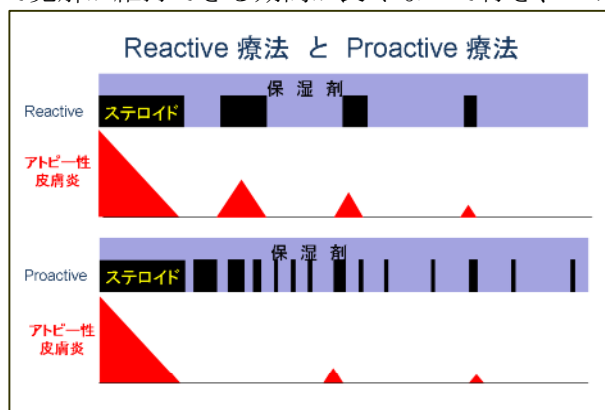 Reactive 療法 と Proactive 療法
保 湿 剤
Reactive
ステロイド
アトピー性
皮膚炎
保 湿 剤
Proactive
ステロイド
アトピー性
皮膚炎